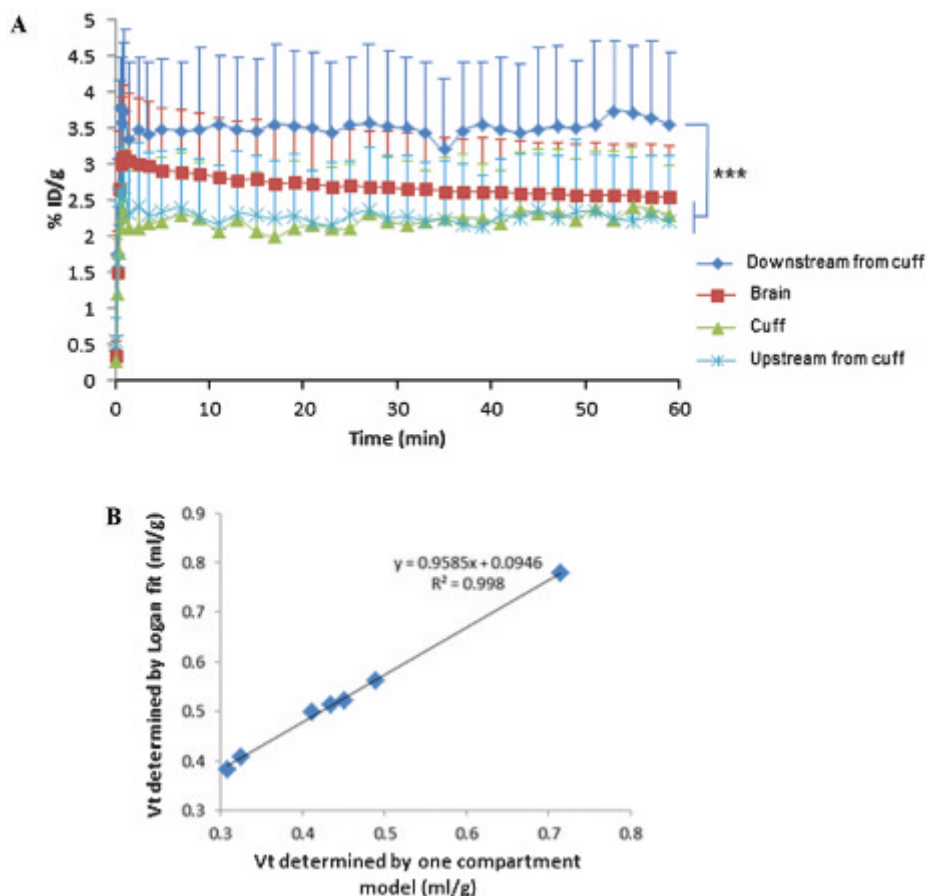 A
5
4.5
4
3.5
3
2.5
2
1.5
1
0.5
0
% ID/g
0 10 20 30 40 50 60
Time (min)
***
Downstream from cuff
Brain
Cuff
Upstream from cuff
B
0.9
0.8
0.7
0.6
0.5
0.4
0.3
Vt determined by Logan fit (ml/g)
y = 0.9585x + 0.0946
R² = 0.998
0.3 0.4 0.5 0.6 0.7 0.8
Vt determined by one compartment
model (ml/g)